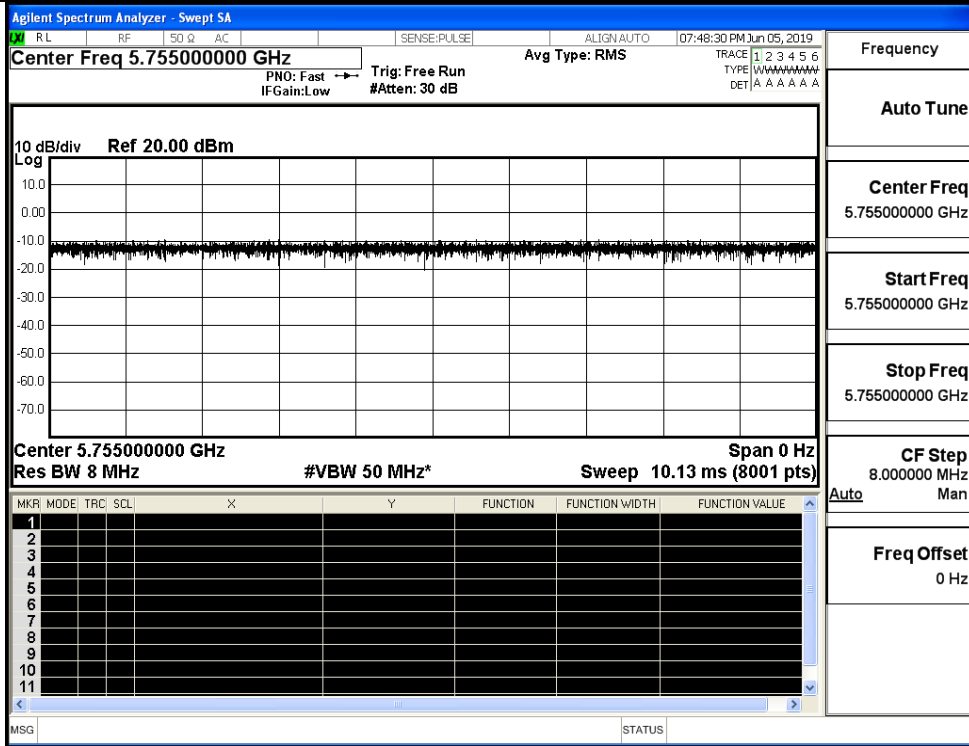 Agilent Spectrum Analyzer - Swept SA
LXI RL RF 50 Ω AC SENSE:PULSE ALIGN AUTO 07:48:30 PM Jun 05, 2019
Center Freq 5.755000000 GHz
Avg Type: RMS
TRACE 1 2 3 4 5 6
PNO: Fast
Trig: Free Run
TYPE WWWWWW
IFGain:Low
#Atten: 30 dB
DET A A A A A A
10 dB/div Ref 20.00 dBm
Log
10.0
0.00
-10.0
-20.0
-30.0
-40.0
-50.0
-60.0
-70.0
Center 5.755000000 GHz Span 0 Hz
Res BW 8 MHz #VBW 50 MHz* Sweep 10.13 ms (8001 pts)
MKR MODE TRC SCL X Y FUNCTION FUNCTION WIDTH FUNCTION VALUE
1
2
3
4
5
6
7
8
9
10
11
MSG STATUS
Frequency
Auto Tune
Center Freq
5.755000000 GHz
Start Freq
5.755000000 GHz
Stop Freq
5.755000000 GHz
CF Step
8.000000 MHz
Auto Man
Freq Offset
0 Hz